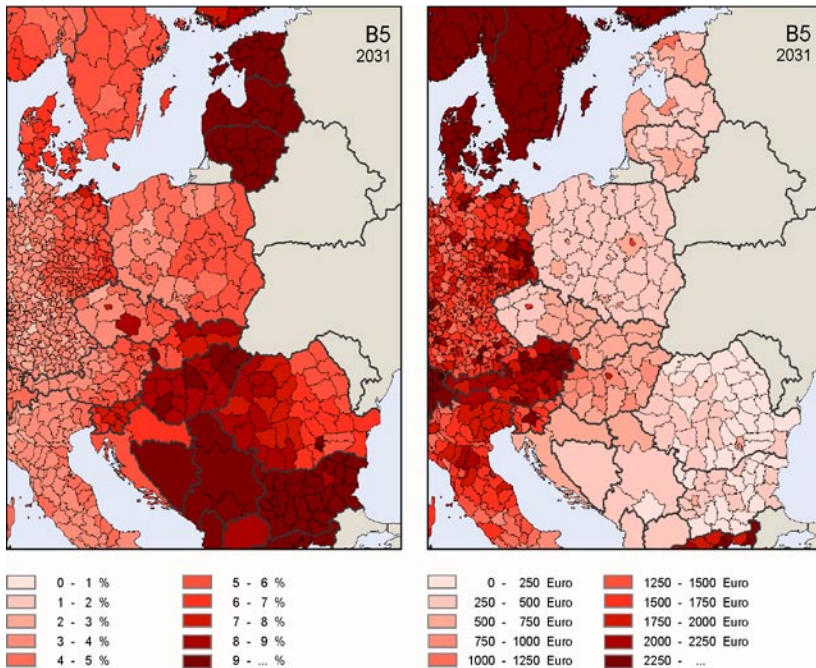 B5
2031
B5
2031
0 - 1 %
1 - 2 %
2 - 3 %
3 - 4 %
4 - 5 %
5 - 6 %
6 - 7 %
7 - 8 %
8 - 9 %
9 - ... %
0 - 250 Euro
250 - 500 Euro
500 - 750 Euro
750 - 1000 Euro
1000 - 1250 Euro
1250 - 1500 Euro
1500 - 1750 Euro
1750 - 2000 Euro
2000 - 2250 Euro
2250 - ...